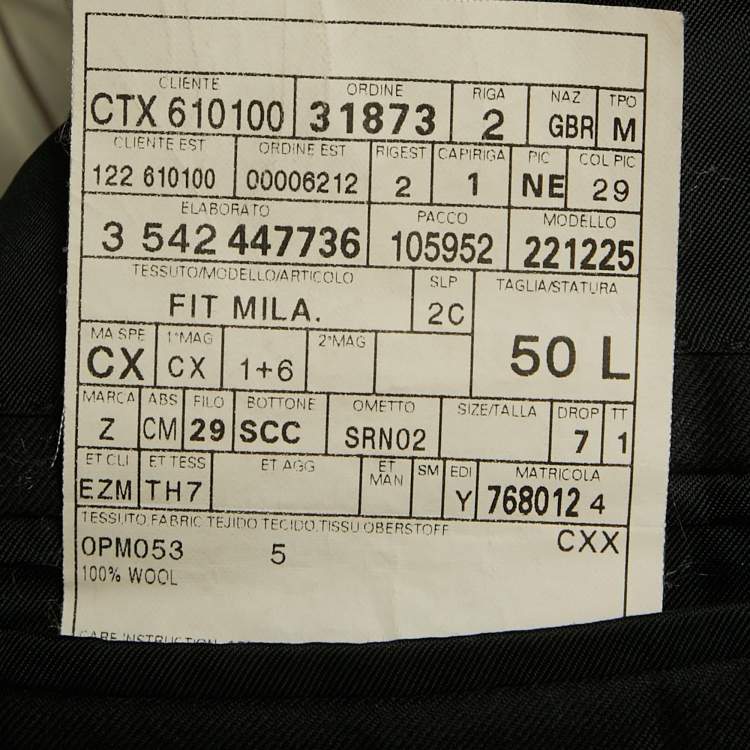 CLIENTE ORDINE RIGA NAZ TPO
CTX 610100 31873 2 GBR M
CLIENTE EST ORDINE EST RIGEST CAPIRIGA PIC COL PIC
122 610100 00006212 2 1 NE 29
ELABORATO PACCO MODELLO
3 542 447736 105952 221225
TESSUTO/MODELLO/ARTICOLO SLP TAGLIA/STATURA
FIT MILA. 2C 50 L
MA SPE 1°MAG 2°MAG
CX CX 1+6
MARCA ABS FILO BOTTONE OMETTO SIZE/TALLA DROP TT
Z CM 29 SCC SRN02 7 1
ET CLI ET TESS ET AGG ET MAN SM EDI MATRICOLA
EZM TH7 Y 768012 4
TESSUTO.FABRIC TEJIDO TECIDO.TISSU OBERSTOFF
0PM053 5 CXX
100% WOOL
CARE INSTRUCTION